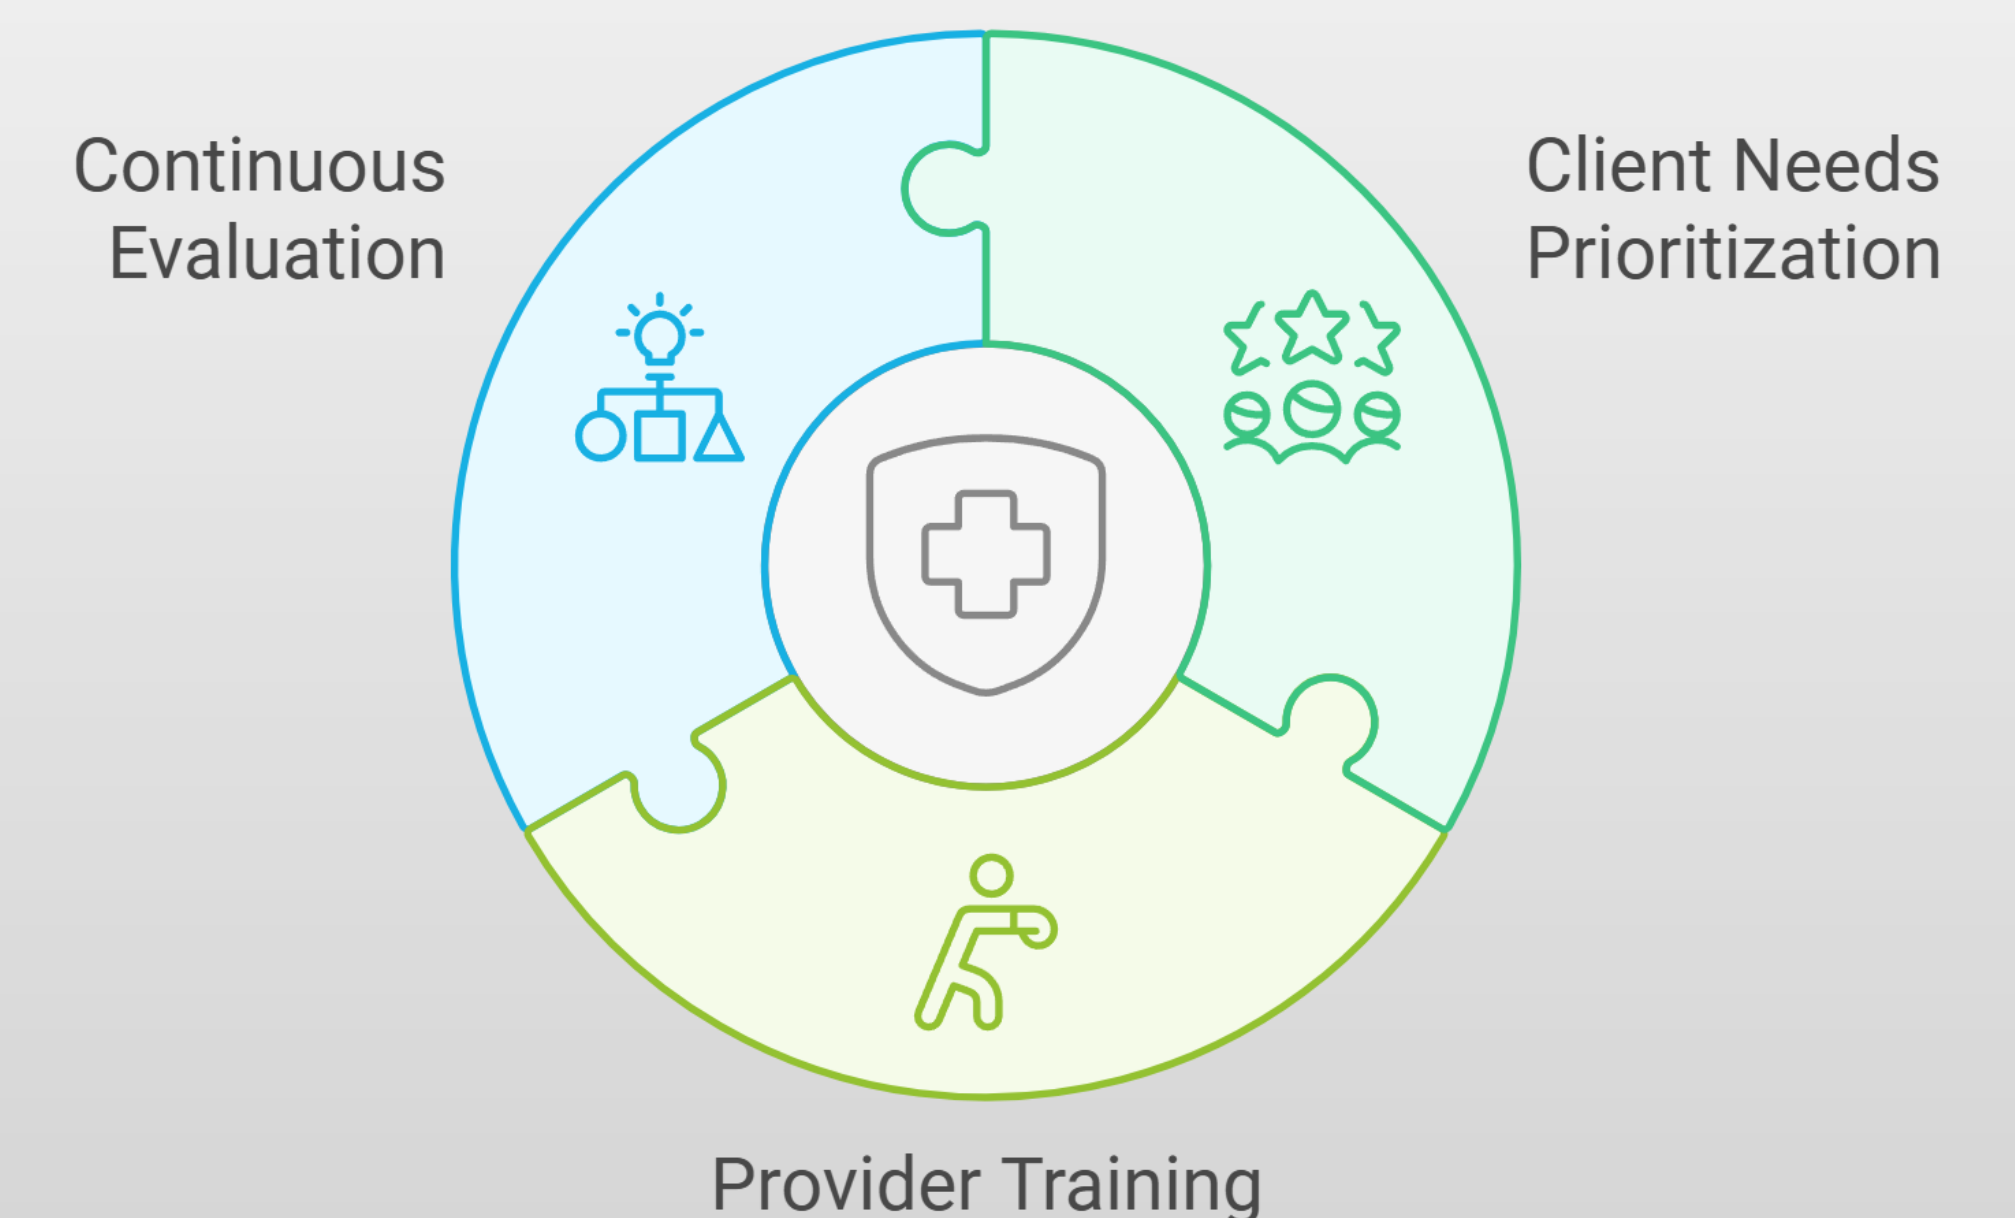 Continuous
Evaluation
Client Needs
Prioritization
Provider Training